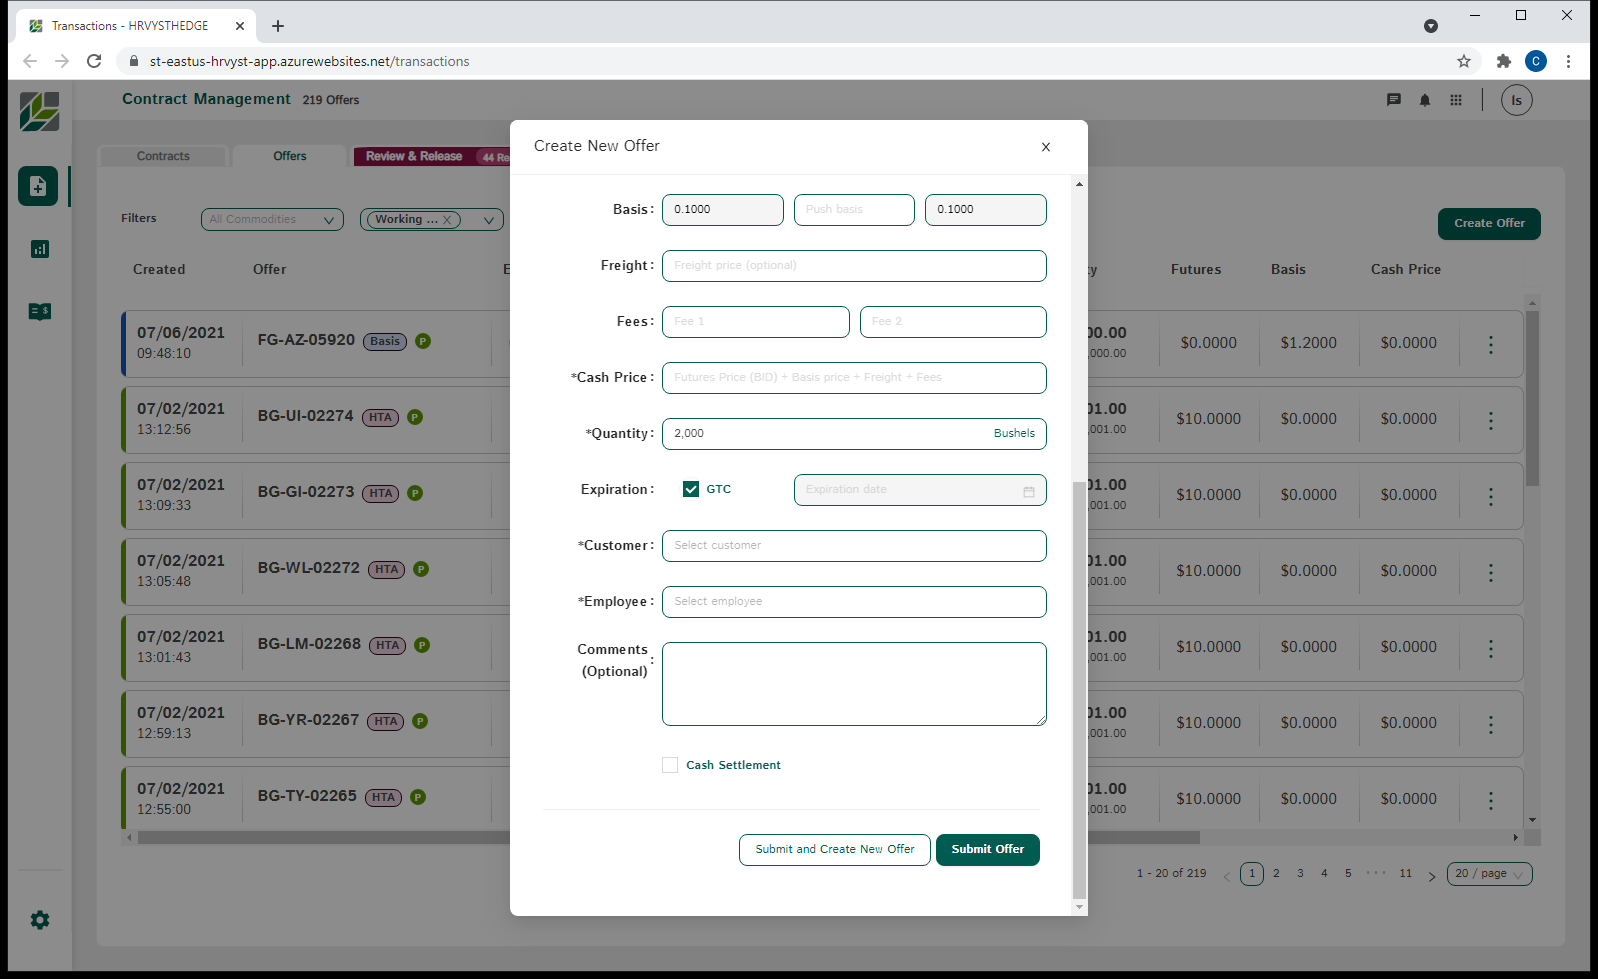 Transactions - HRVYSTHEDGE
st-eastus-hrvyst-app.azurewebsites.net/transactions
C
Contract Management 219 Offers
ls
Contracts
Offers
Review & Release 44 Re
Filters
All Commodities
Working ...
Create Offer
Created
Offer
Futures
Basis
Cash Price
07/06/2021
09:48:10
FG-AZ-05920 Basis P
00.00
,000.00
$0.0000
$1.2000
$0.0000
07/02/2021
13:12:56
BG-UI-02274 HTA P
01.00
,001.00
$10.0000
$0.0000
$0.0000
07/02/2021
13:09:33
BG-GI-02273 HTA P
01.00
,001.00
$10.0000
$0.0000
$0.0000
07/02/2021
13:05:48
BG-WL-02272 HTA P
01.00
,001.00
$10.0000
$0.0000
$0.0000
07/02/2021
13:01:43
BG-LM-02268 HTA P
01.00
,001.00
$10.0000
$0.0000
$0.0000
07/02/2021
12:59:13
BG-YR-02267 HTA P
01.00
,001.00
$10.0000
$0.0000
$0.0000
07/02/2021
12:55:00
BG-TY-02265 HTA P
01.00
,001.00
$10.0000
$0.0000
$0.0000
1 - 20 of 219
1 2 3 4 5 ··· 11
20 / page
Create New Offer
Basis: 0.1000 Push basis 0.1000
Freight: Freight price (optional)
Fees: Fee 1 Fee 2
*Cash Price: Futures Price (BID) + Basis price + Freight + Fees
*Quantity: 2,000 Bushels
Expiration: GTC Expiration date
*Customer: Select customer
*Employee: Select employee
Comments
(Optional) :
Cash Settlement
Submit and Create New Offer
Submit Offer